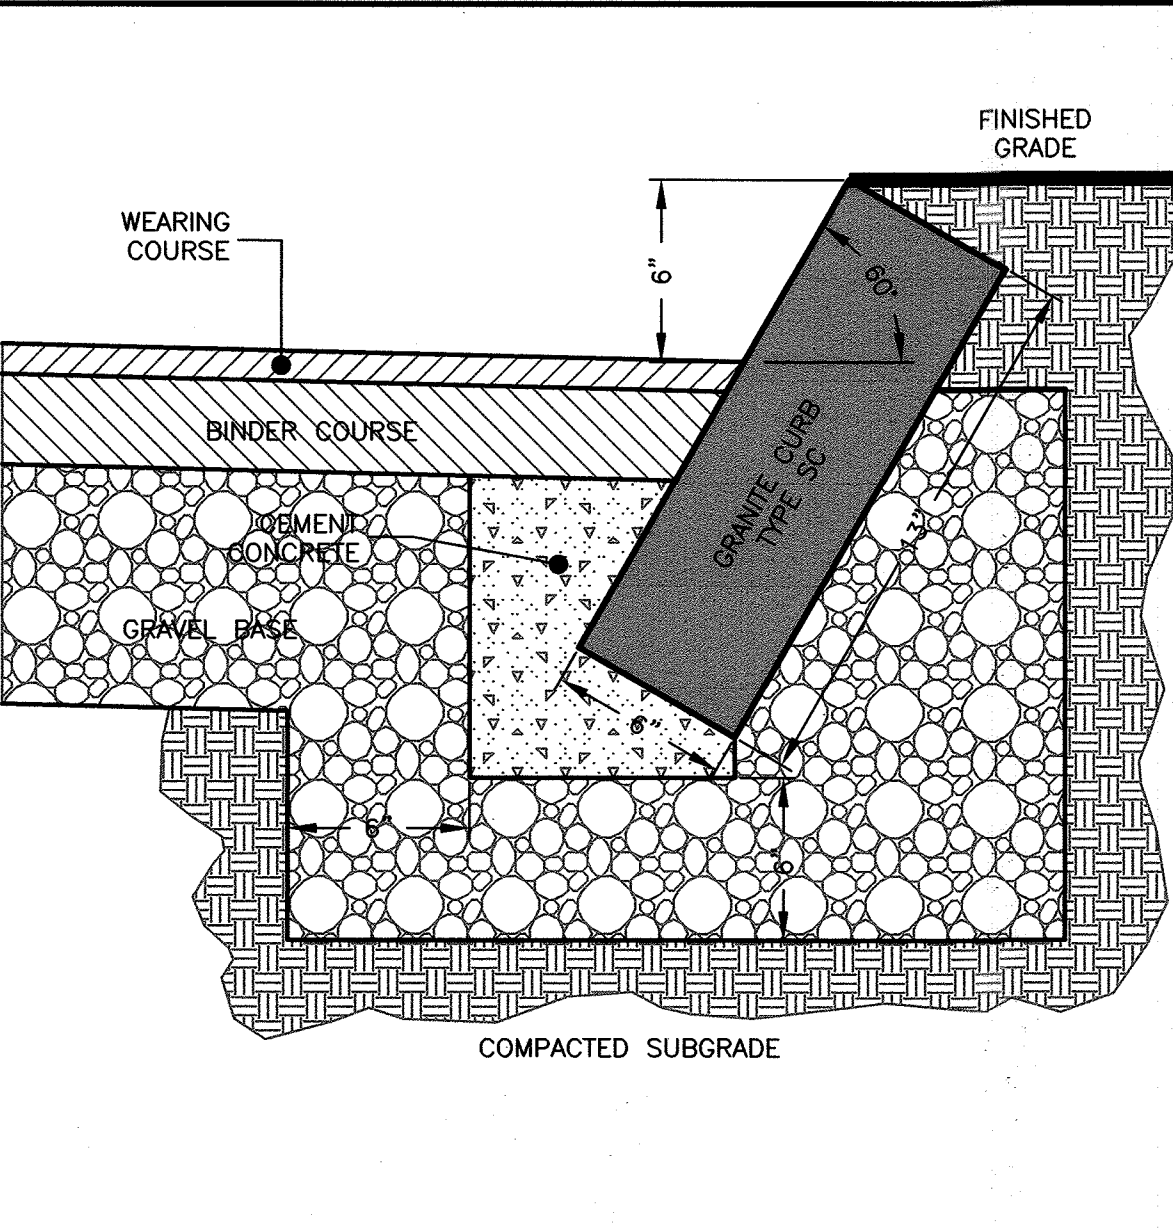 FINISHED
GRADE
WEARING
COURSE
6"
60°
BINDER COURSE
GRANITE CURB
TYPE SC
CEMENT
CONCRETE
13"
GRAVEL BASE
6"
6"
6"
COMPACTED SUBGRADE